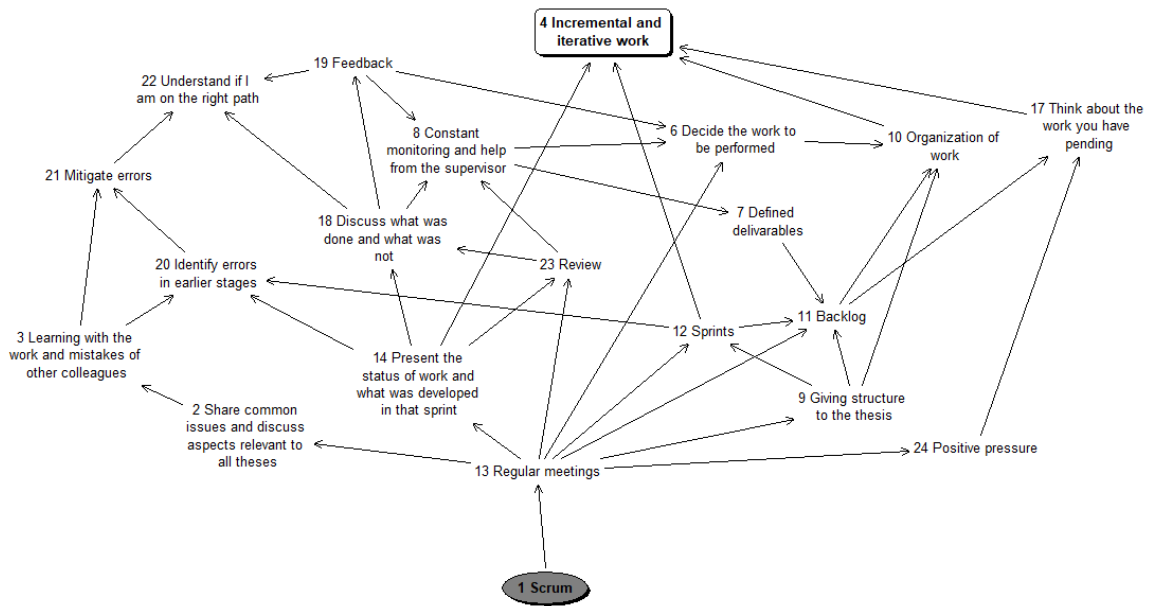 4 Incremental and
iterative work
19 Feedback
22 Understand if I
am on the right path
17 Think about the
work you have
pending
8 Constant
monitoring and help
from the supervisor
6 Decide the work to
be performed
10 Organization of
work
21 Mitigate errors
7 Defined
delivarables
18 Discuss what was
done and what was
not
20 Identify errors
in earlier stages
23 Review
11 Backlog
12 Sprints
3 Learning with the
work and mistakes of
other colleagues
14 Present the
status of work and
what was developed
in that sprint
9 Giving structure
to the thesis
2 Share common
issues and discuss
aspects relevant to
all theses
24 Positive pressure
13 Regular meetings
1 Scrum